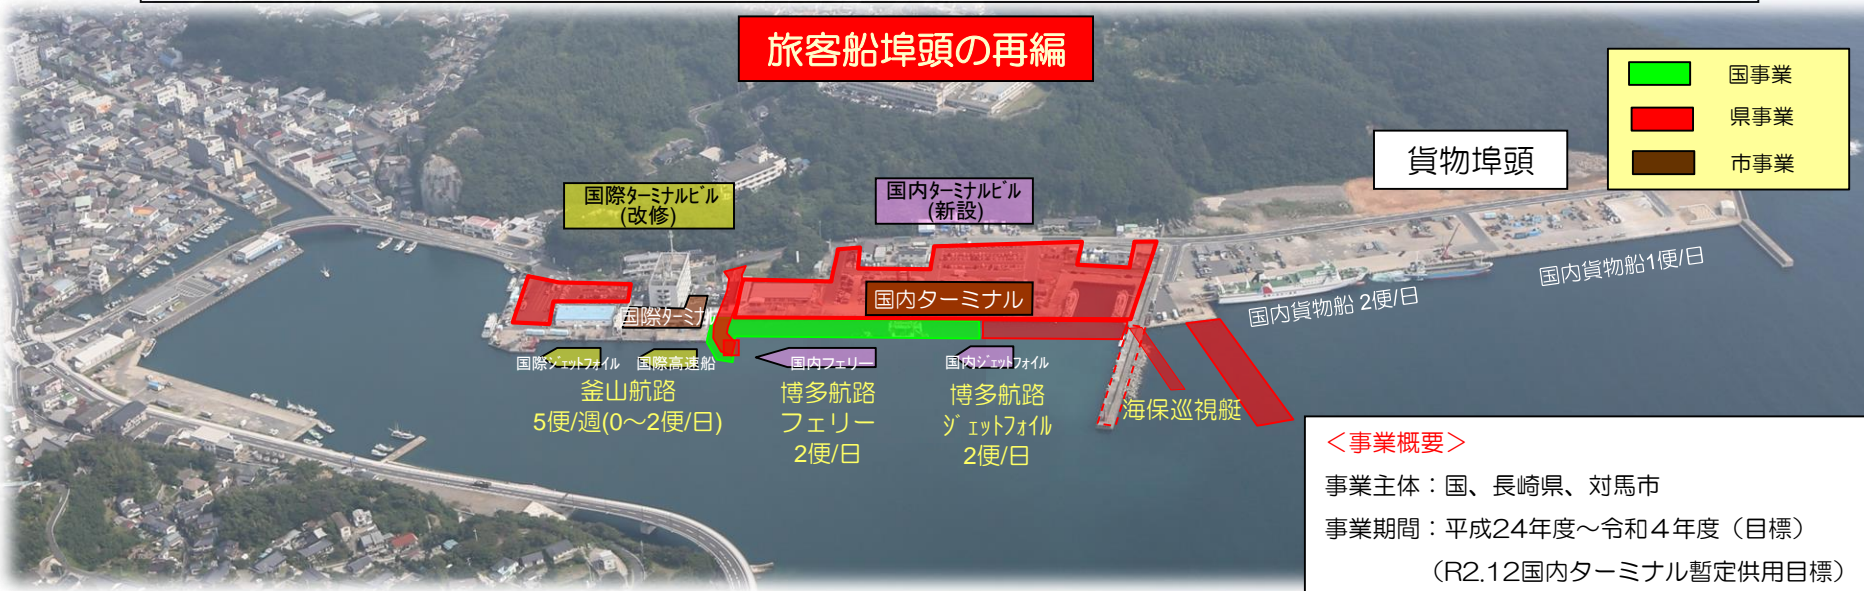 旅客船埠頭の再編
国事業
県事業
市事業
貨物埠頭
国際ターミナルビル
(改修)
国内ターミナルビル
(新設)
国内貨物船1便/日
国内貨物船 2便/日
国内ターミナル
国際ターミナル
国際ジェットフォイル
国際高速船
国内フェリー
国内ジェットフォイル
釜山航路
5便/週(0〜2便/日)
博多航路
フェリー
2便/日
博多航路
ジェットフォイル
2便/日
海保巡視艇
＜事業概要＞
事業主体：国、長崎県、対馬市
事業期間：平成24年度〜令和４年度（目標）
（R2.12国内ターミナル暫定供用目標）